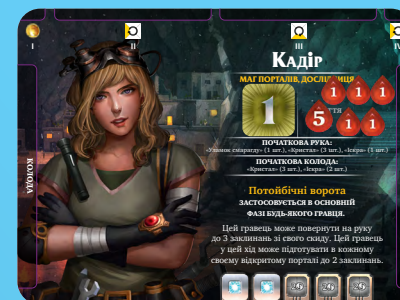 I
II
III
IV
Кадір
МАГ ПОРТАЛІВ, ДОСЛІДНИЦЯ
1
1 1 1
5 1 1
КОЛОДА
ПОЧАТКОВА РУКА:
«Уламок смарагду» (1 шт.), «Кристал» (3 шт.), «Іскра» (1 шт.)
ПОЧАТКОВА КОЛОДА:
«Кристал» (3 шт.), «Іскра» (2 шт.)
Потойбічні ворота
ЗАСТОСОВУЄТЬСЯ В ОСНОВНІЙ
ФАЗІ БУДЬ-ЯКОГО ГРАВЦЯ.
Цей гравець може повернути на руку
до 3 заклинань зі свого скиду. Цей гравець
у цей хід може підготувати в кожному
своєму відкритому порталі до 2 заклинань.